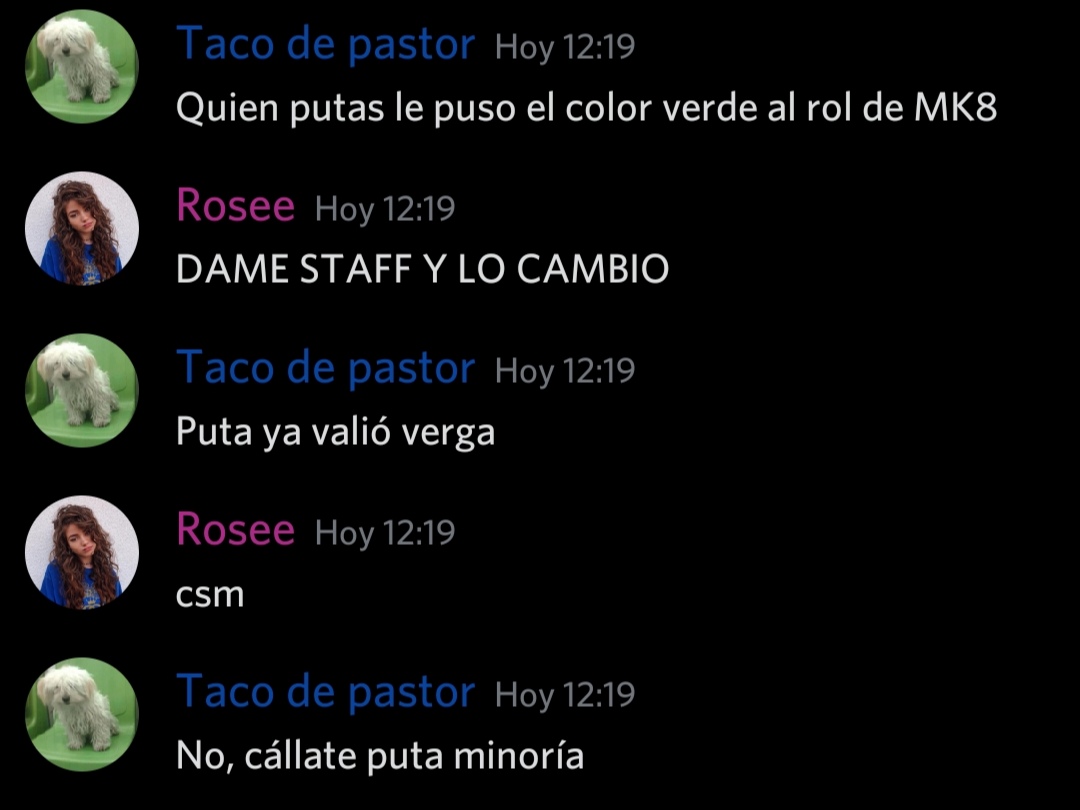 Taco de pastor Hoy 12:19
Quien putas le puso el color verde al rol de MK8
Rosee Hoy 12:19
DAME STAFF Y LO CAMBIO
Taco de pastor Hoy 12:19
Puta ya valió verga
Rosee Hoy 12:19
csm
Taco de pastor Hoy 12:19
No, cállate puta minoría